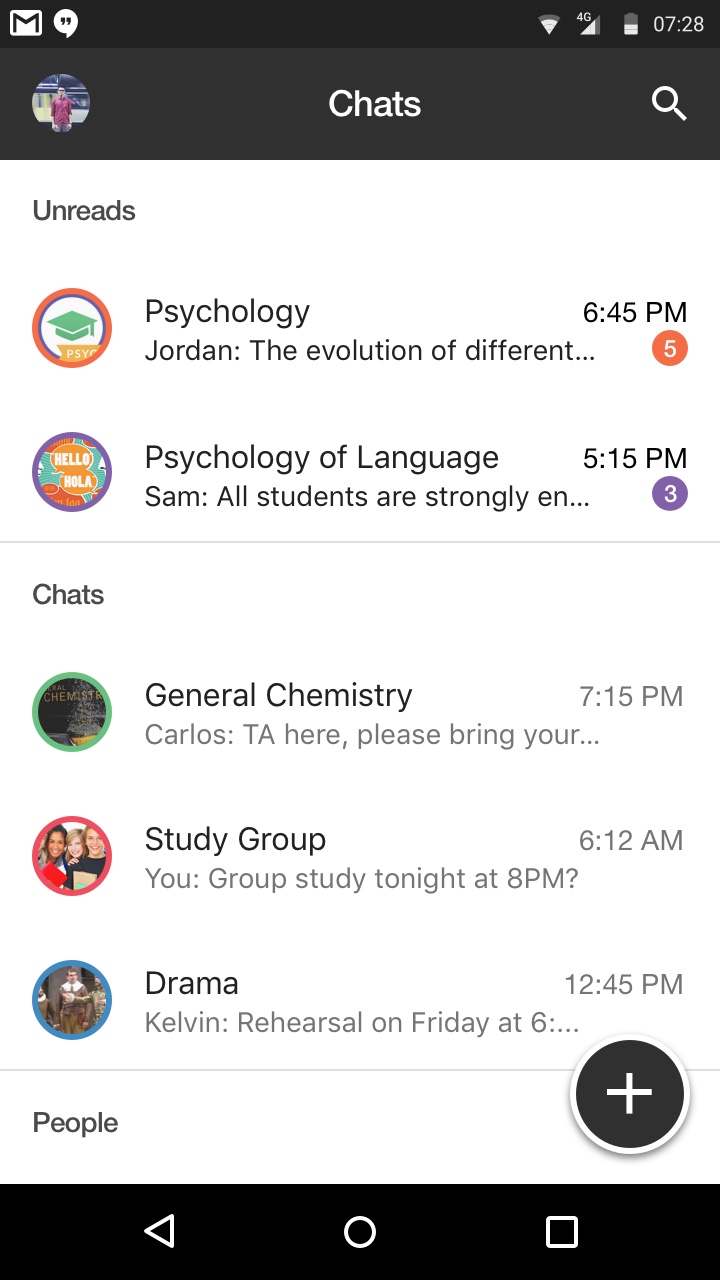 4G 07:28
Chats
Unreads
Psychology 6:45 PM
PSYC
Jordan: The evolution of different... 5
Psychology of Language 5:15 PM
HELLO
HOLA
Sam: All students are strongly en... 3
Chats
General Chemistry 7:15 PM
Carlos: TA here, please bring your...
Study Group 6:12 AM
You: Group study tonight at 8PM?
Drama 12:45 PM
Kelvin: Rehearsal on Friday at 6:...
People